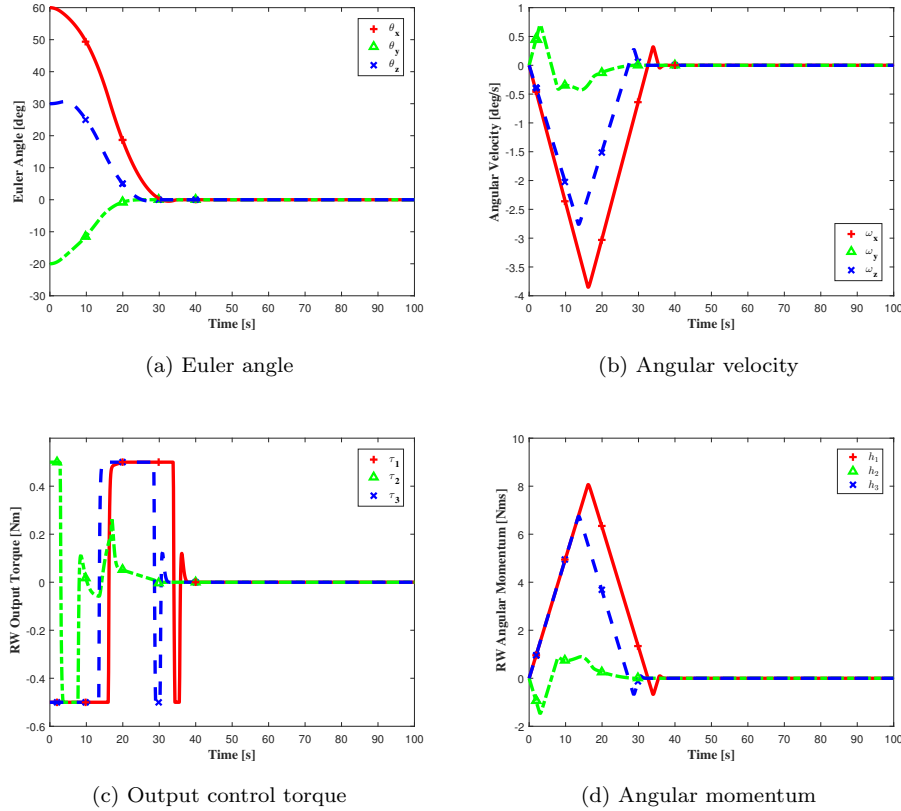 60
50
40
30
20
10
0
-10
-20
-30
0 10 20 30 40 50 60 70 80 90 100
Time [s]
Euler Angle [deg]
θx
θy
θz
(a) Euler angle
0.5
0
-0.5
-1
-1.5
-2
-2.5
-3
-3.5
-4
0 10 20 30 40 50 60 70 80 90 100
Time [s]
Angular Velocity [deg/s]
ωx
ωy
ωz
(b) Angular velocity
0.4
0.2
0
-0.2
-0.4
-0.6
0 10 20 30 40 50 60 70 80 90 100
Time [s]
RW Output Torque [Nm]
τ1
τ2
τ3
(c) Output control torque
10
8
6
4
2
0
-2
0 10 20 30 40 50 60 70 80 90 100
Time [s]
RW Angular Momentum [Nms]
h1
h2
h3
(d) Angular momentum